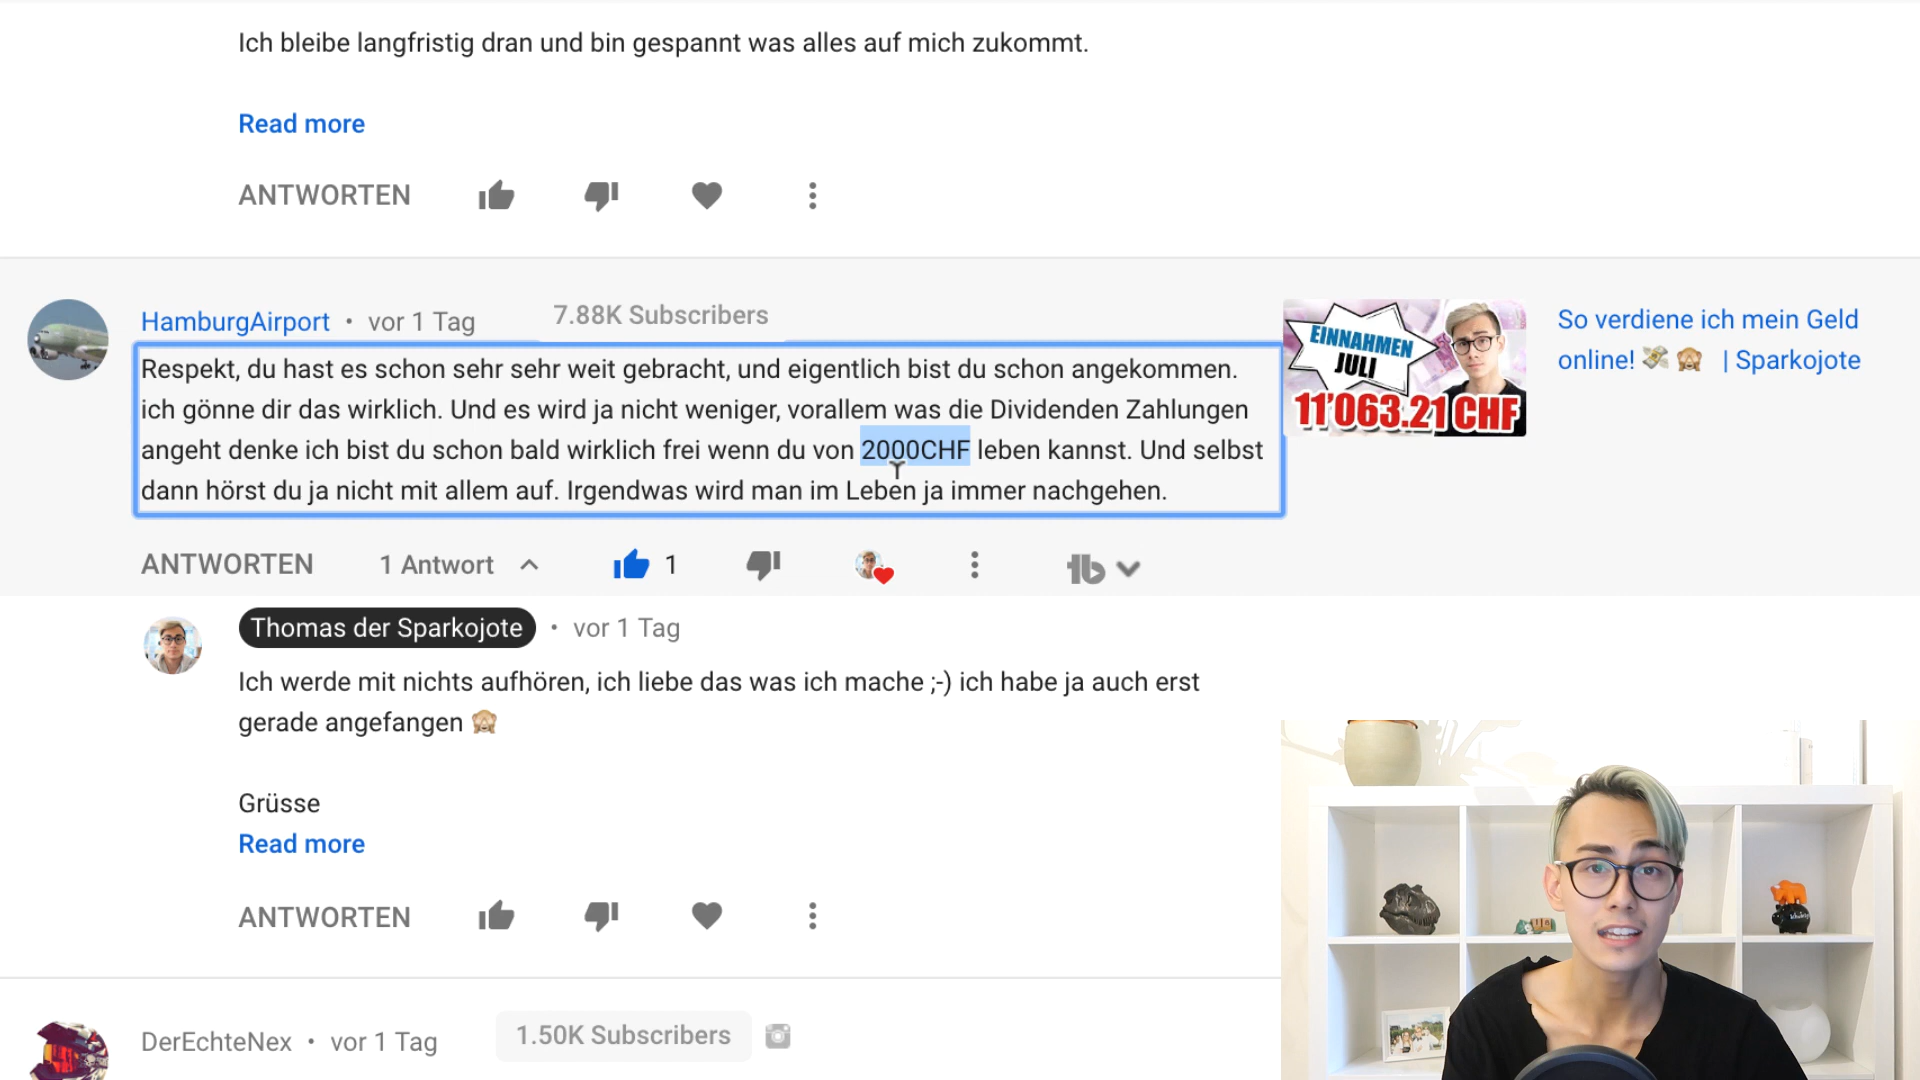 Ich bleibe langfristig dran und bin gespannt was alles auf mich zukommt.
Read more
ANTWORTEN
HamburgAirport • vor 1 Tag
7.88K Subscribers
Respekt, du hast es schon sehr sehr weit gebracht, und eigentlich bist du schon angekommen.
ich gönne dir das wirklich. Und es wird ja nicht weniger, vorallem was die Dividenden Zahlungen
angeht denke ich bist du schon bald wirklich frei wenn du von 2000CHF leben kannst. Und selbst
dann hörst du ja nicht mit allem auf. Irgendwas wird man im Leben ja immer nachgehen.
EINNAHMEN
JULI
11'063.21 CHF
So verdiene ich mein Geld
online! 💸 🙈 | Sparkojote
ANTWORTEN
1 Antwort
1
Thomas der Sparkojote • vor 1 Tag
Ich werde mit nichts aufhören, ich liebe das was ich mache ;-) ich habe ja auch erst
gerade angefangen 🙈
Grüsse
Read more
ANTWORTEN
DerEchteNex • vor 1 Tag
1.50K Subscribers